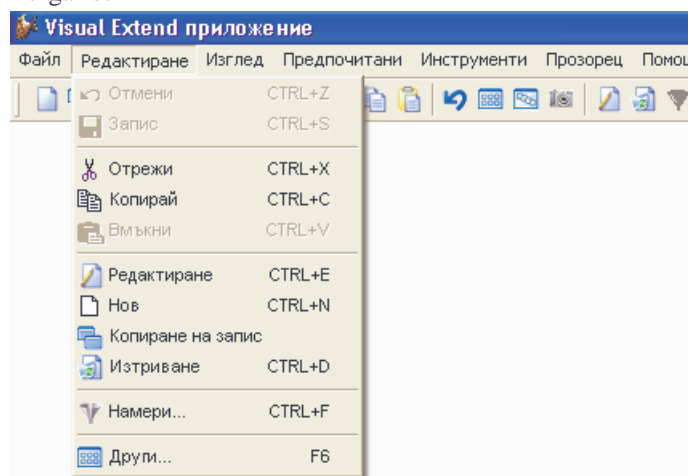 Visual Extend приложение
Файл Редактиране Изглед Предпочитани Инструменти Прозорец
Отмени CTRL+Z
Запис CTRL+S
Отрежи CTRL+X
Копирай CTRL+C
Вмъкни CTRL+V
Редактиране CTRL+E
Нов CTRL+N
Копиране на запис
Изтриване CTRL+D
Намери... CTRL+F
Други... F6